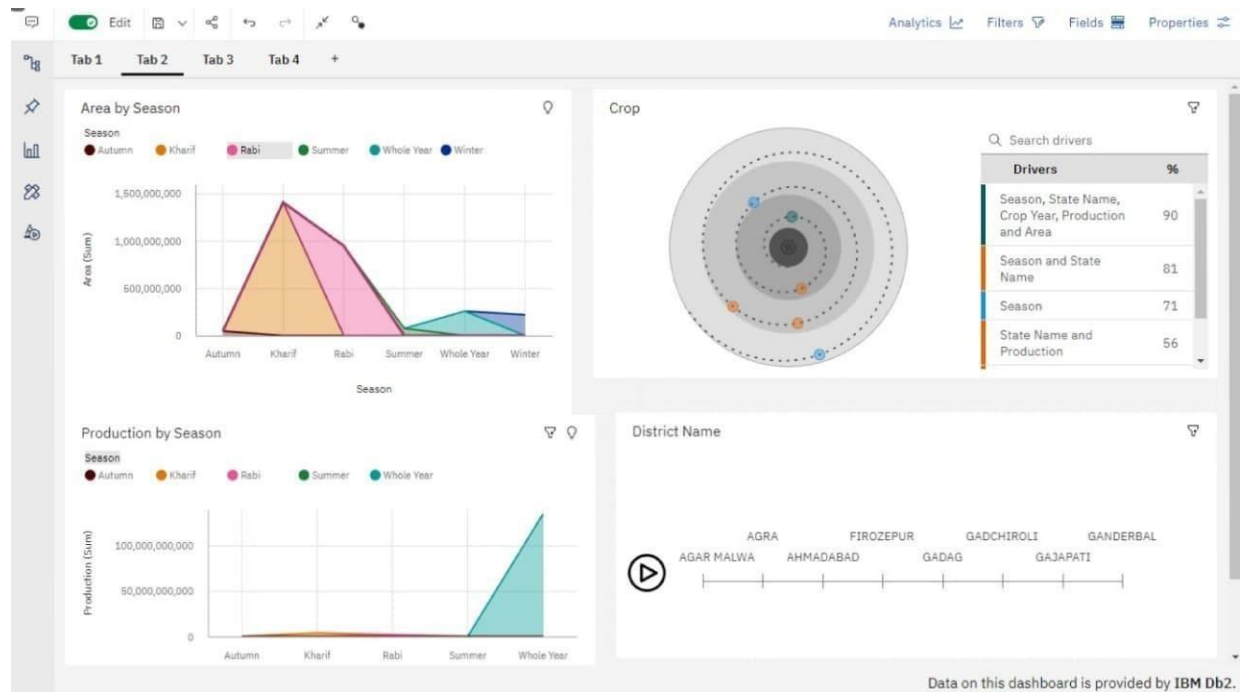 Edit
Analytics
Filters
Fields
Properties
Tab 1
Tab 2
Tab 3
Tab 4
+
Area by Season
Season
Autumn
Kharif
Rabi
Summer
Whole Year
Winter
1,500,000,000
1,000,000,000
500,000,000
0
Area (Sum)
Autumn
Kharif
Rabi
Summer
Whole Year
Winter
Season
Crop
Search drivers
Drivers %
Season, State Name,
Crop Year, Production 90
and Area
Season and State
Name 81
Season 71
State Name and
Production 56
Production by Season
Season
Autumn
Kharif
Rabi
Summer
Whole Year
100,000,000,000
50,000,000,000
0
Production (Sum)
Autumn
Kharif
Rabi
Summer
Whole Year
District Name
AGRA
FIROZEPUR
GADCHIROLI
GANDERBAL
AGAR MALWA
AHMADABAD
GADAG
GAJAPATI
Data on this dashboard is provided by IBM Db2.